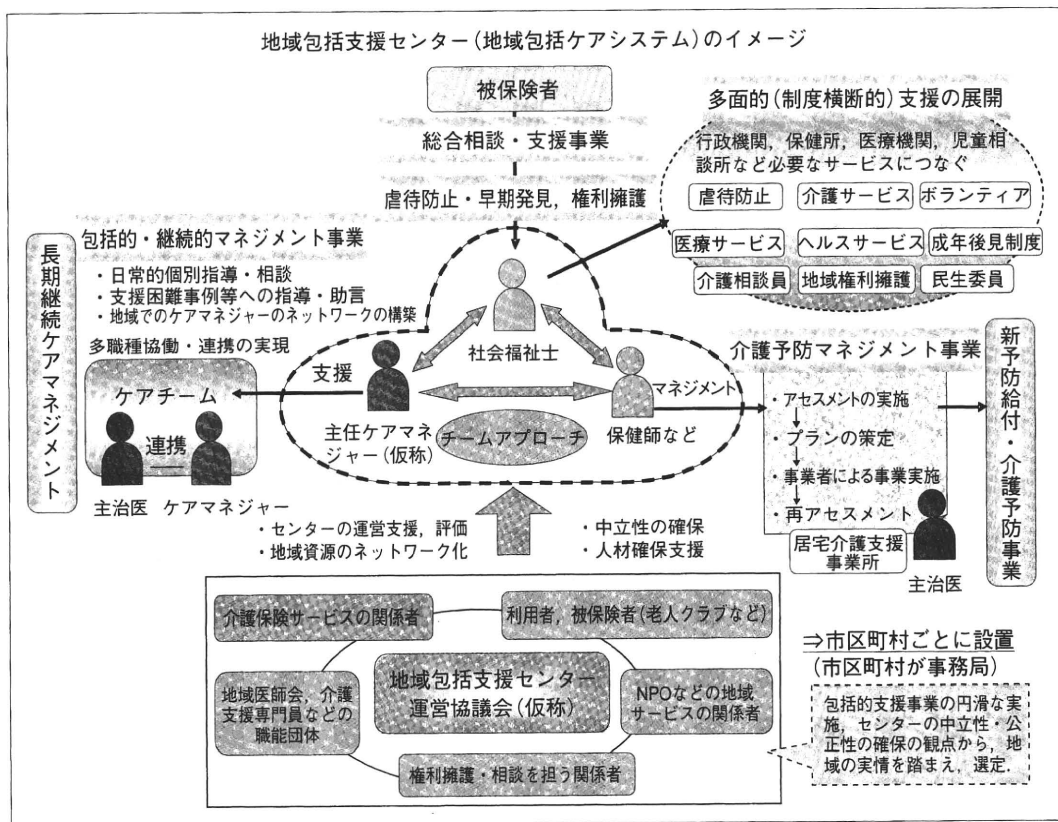 地域包括支援センター(地域包括ケアシステム)のイメージ
被保険者
総合相談・支援事業
虐待防止・早期発見，権利擁護
多面的(制度横断的)支援の展開
行政機関，保健所，医療機関，児童相
談所など必要なサービスにつなぐ
虐待防止
介護サービス
ボランティア
医療サービス
ヘルスサービス
成年後見制度
介護相談員
地域権利擁護
民生委員
長期継続ケアマネジメント
包括的・継続的マネジメント事業
・日常的個別指導・相談
・支援困難事例等への指導・助言
・地域でのケアマネジャーのネットワークの構築
多職種協働・連携の実現
ケアチーム
連携
主治医
ケアマネジャー
支援
社会福祉士
主任ケアマネ
ジャー(仮称)
チームアプローチ
保健師など
マネジメント
介護予防マネジメント事業
・アセスメントの実施
・プランの策定
・事業者による事業実施
・再アセスメント
居宅介護支援
事業所
主治医
新予防給付・介護予防事業
・センターの運営支援，評価
・地域資源のネットワーク化
・中立性の確保
・人材確保支援
介護保険サービスの関係者
利用者，被保険者(老人クラブなど)
地域包括支援センター
運営協議会(仮称)
地域医師会，介護
支援専門員などの
職能団体
NPOなどの地域
サービスの関係者
権利擁護・相談を担う関係者
⇒市区町村ごとに設置
(市区町村が事務局)
包括的支援事業の円滑な実
施，センターの中立性・公
正性の確保の観点から，地
域の実情を踏まえ，選定．